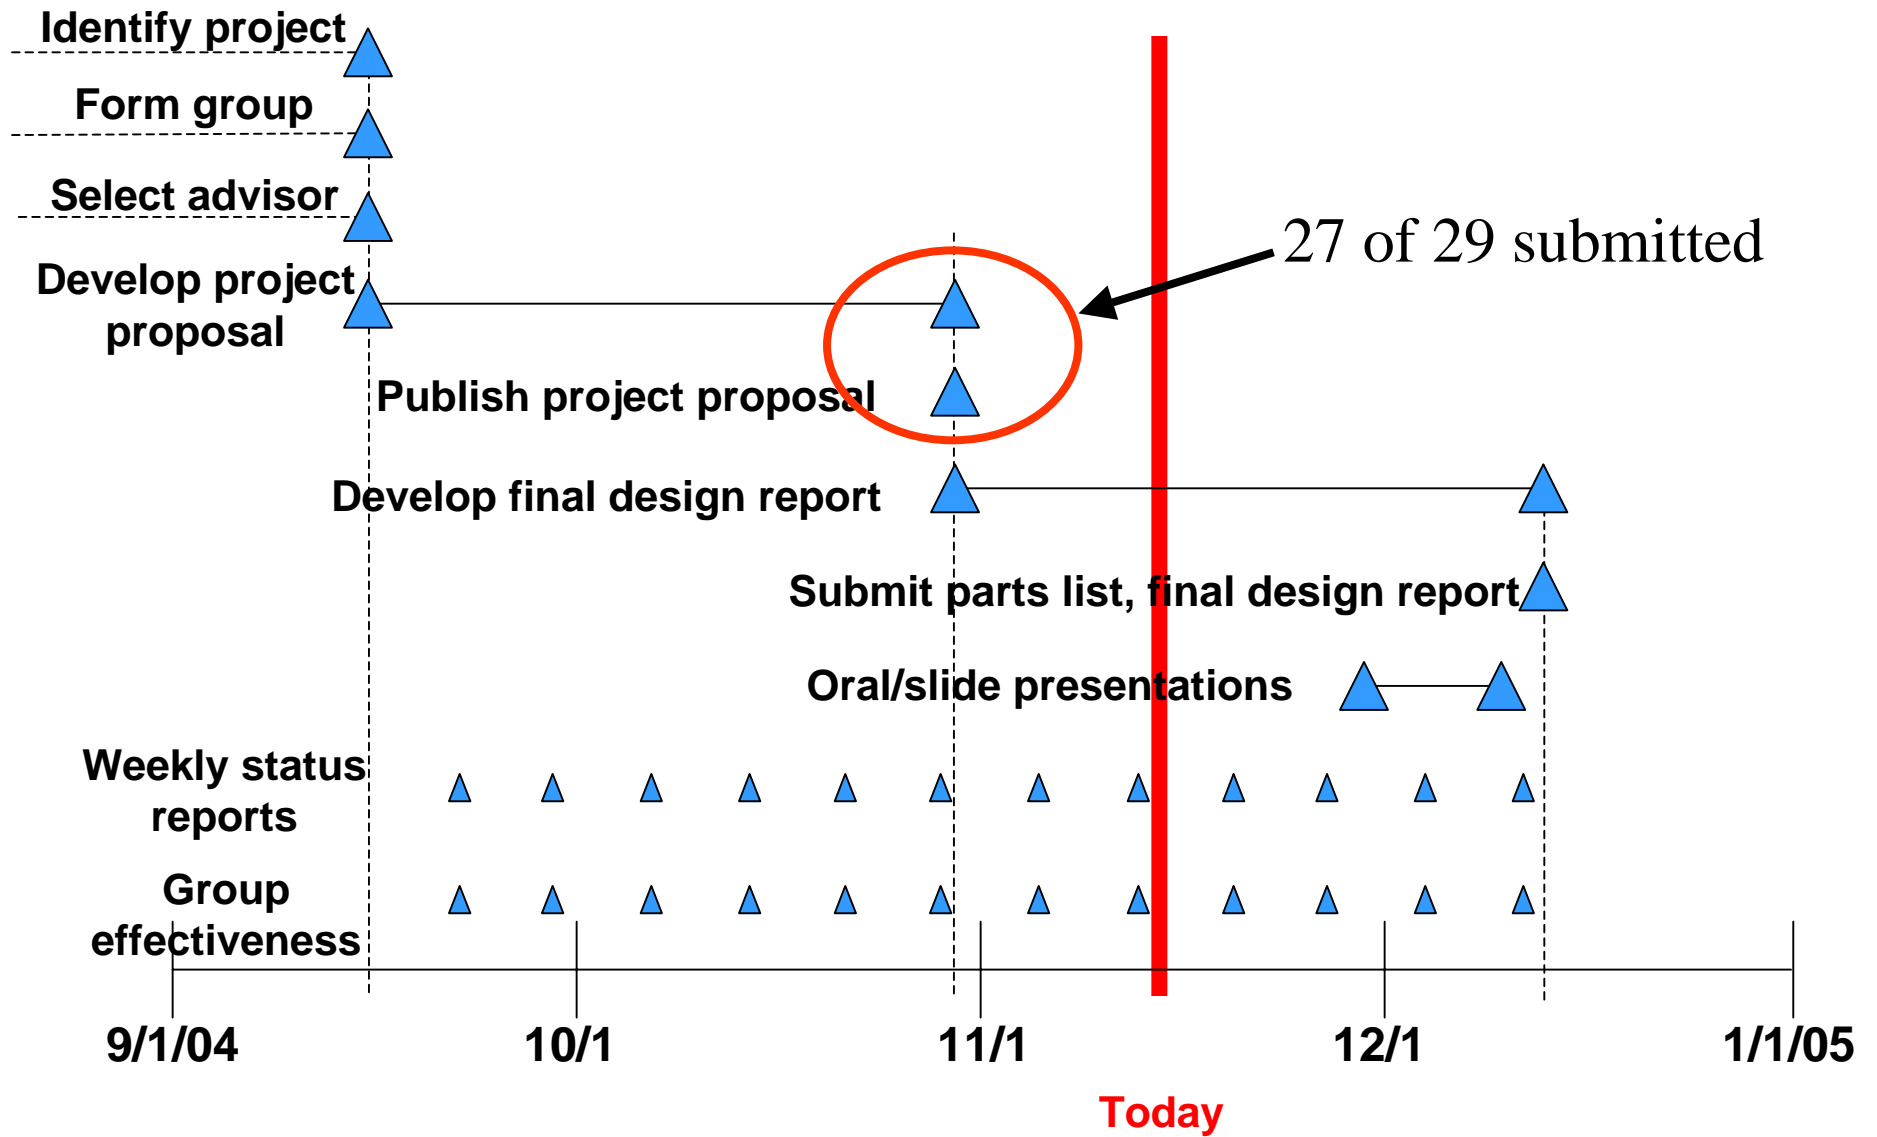 Identify project
Form group
Select advisor
27 of 29 submitted
Develop project
proposal
Publish project proposal
Develop final design report
Submit parts list, final design report
Oral/slide presentations
Weekly status
reports
Group
effectiveness
9/1/04
10/1
11/1
12/1
1/1/05
Today